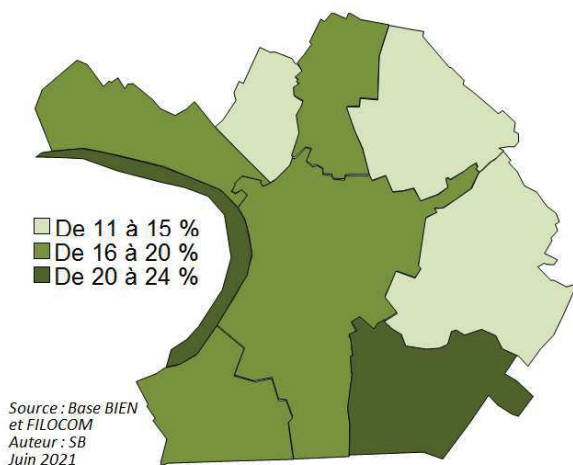 De 11 à 15 %
De 16 à 20 %
De 20 à 24 %
Source : Base BIEN
et FILOCOM
Auteur : SB
Juin 2021